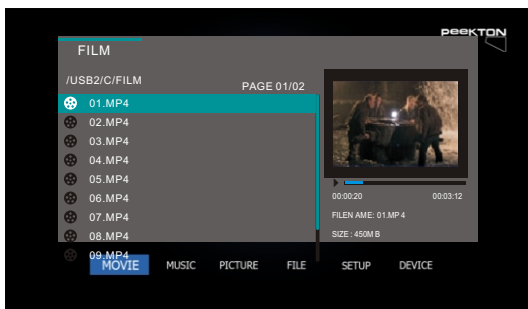 peekton
FILM
/USB2/C/FILM PAGE 01/02
01.MP4
02.MP4
03.MP4
04.MP4
05.MP4
06.MP4
07.MP4
08.MP4
09.MP4
00:00:20 00:03:12
FILEN AME: 01.MP 4
SIZE : 450M B
MOVIE MUSIC PICTURE FILE SETUP DEVICE